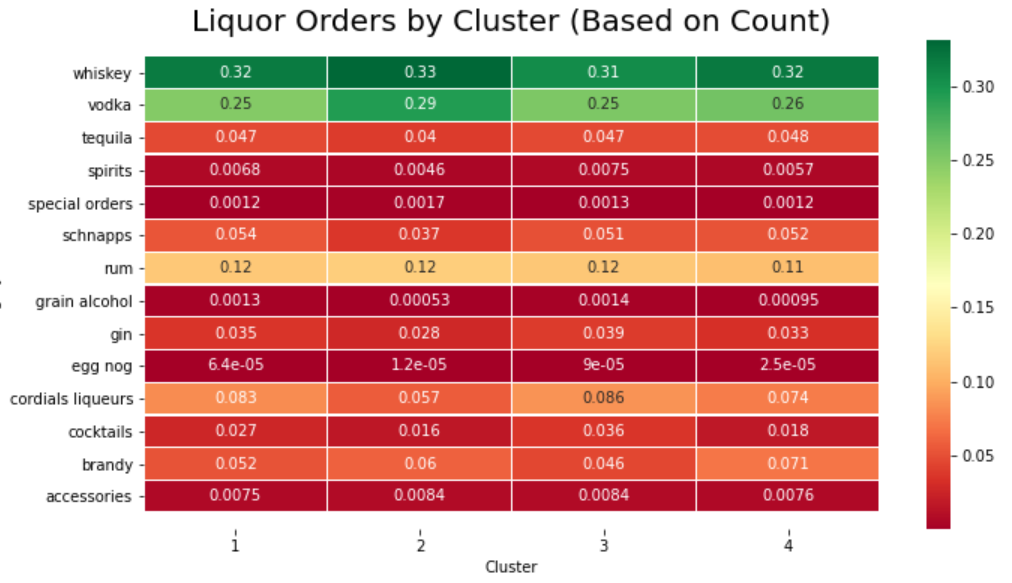 Liquor Orders by Cluster (Based on Count)
whiskey 0.32 0.33 0.31 0.32
vodka 0.25 0.29 0.25 0.26
tequila 0.047 0.04 0.047 0.048
spirits 0.0068 0.0046 0.0075 0.0057
special orders 0.0012 0.0017 0.0013 0.0012
schnapps 0.054 0.037 0.051 0.052
rum 0.12 0.12 0.12 0.11
grain alcohol 0.0013 0.00053 0.0014 0.00095
gin 0.035 0.028 0.039 0.033
egg nog 6.4e-05 1.2e-05 9e-05 2.5e-05
cordials liqueurs 0.083 0.057 0.086 0.074
cocktails 0.027 0.016 0.036 0.018
brandy 0.052 0.06 0.046 0.071
accessories 0.0075 0.0084 0.0084 0.0076
1 2 3 4
Cluster
0.30
0.25
0.20
0.15
0.10
0.05